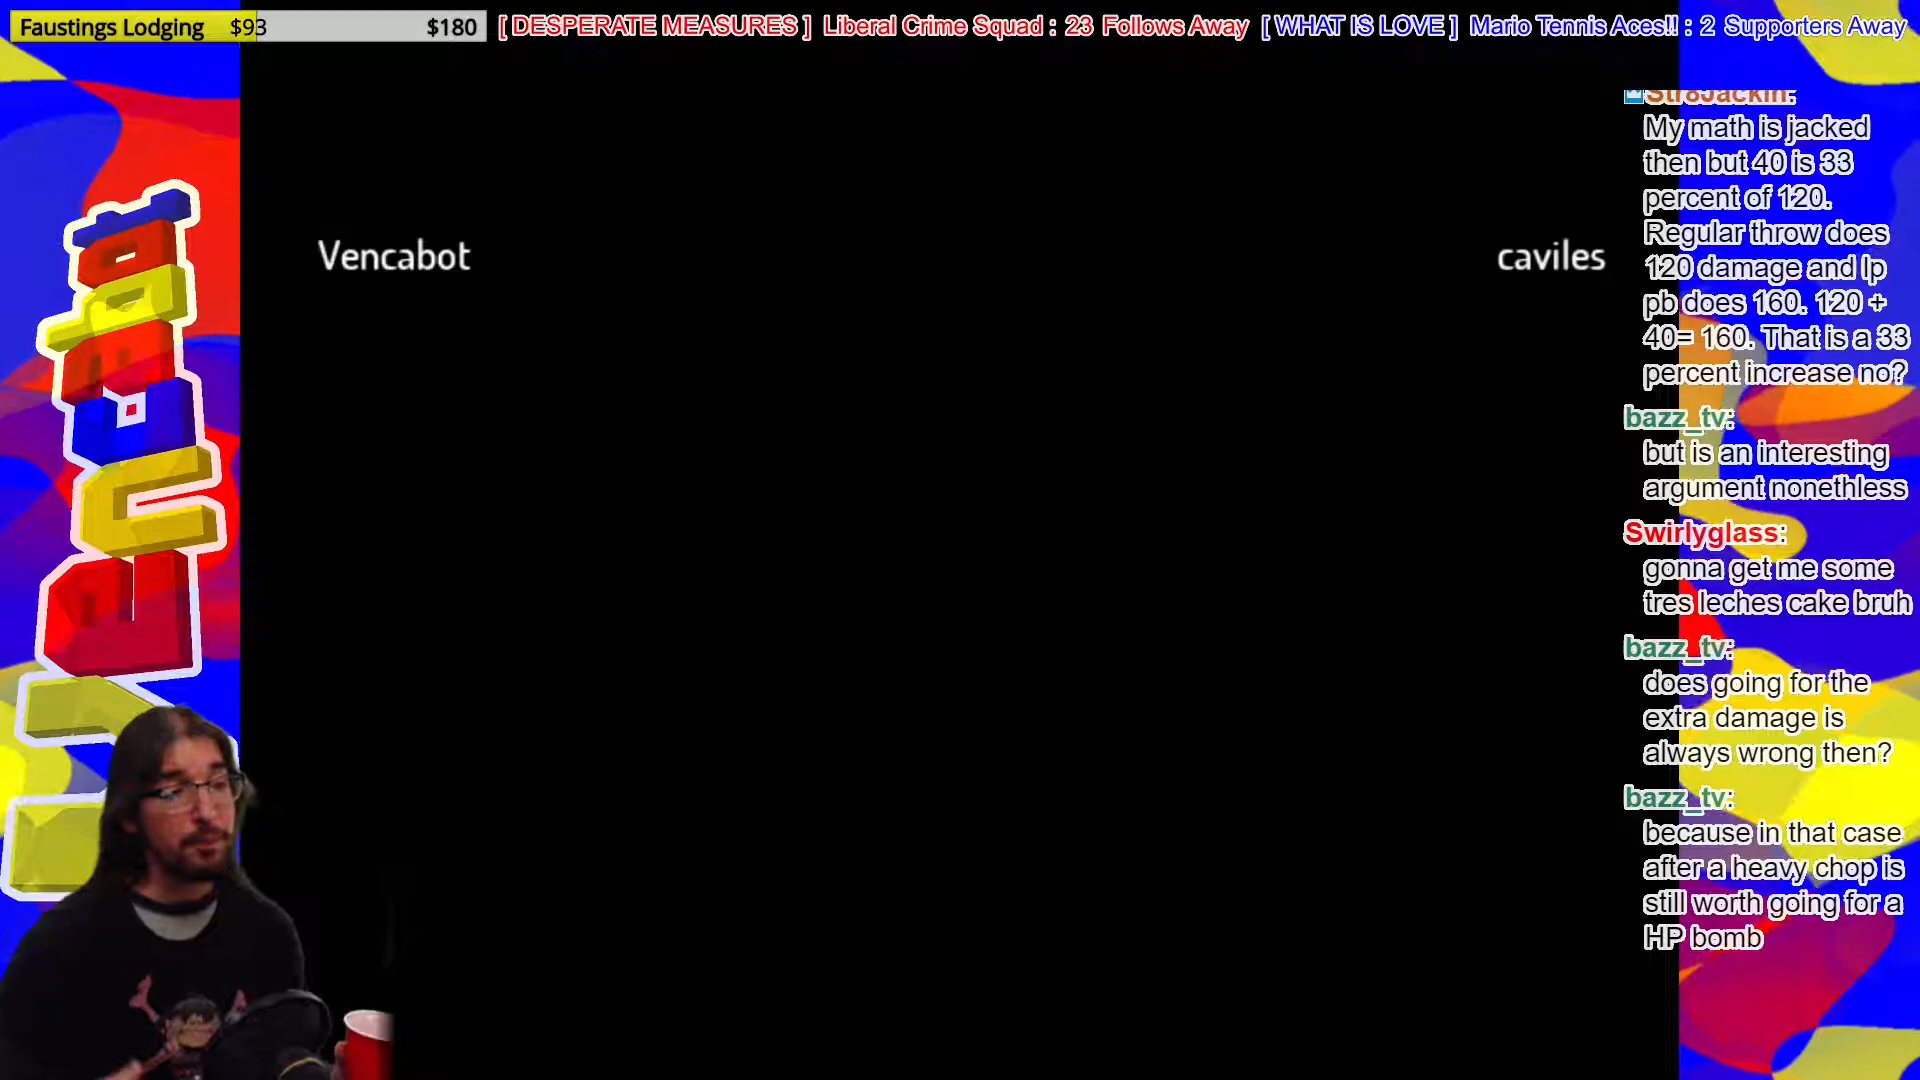 Faustings Lodging $93 $180 [ DESPERATE MEASURES ] Liberal Crime Squad : 23 Follows Away [ WHAT IS LOVE ] Mario Tennis Aces!! : 2 Supporters Away
Vencabot
caviles
Str8Jackin:
My math is jacked
then but 40 is 33
percent of 120.
Regular throw does
120 damage and lp
pb does 160. 120 +
40= 160. That is a 33
percent increase no?
bazz_tv:
but is an interesting
argument nonethless
Swirlyglass:
gonna get me some
tres leches cake bruh
bazz_tv:
does going for the
extra damage is
always wrong then?
bazz_tv:
because in that case
after a heavy chop is
still worth going for a
HP bomb